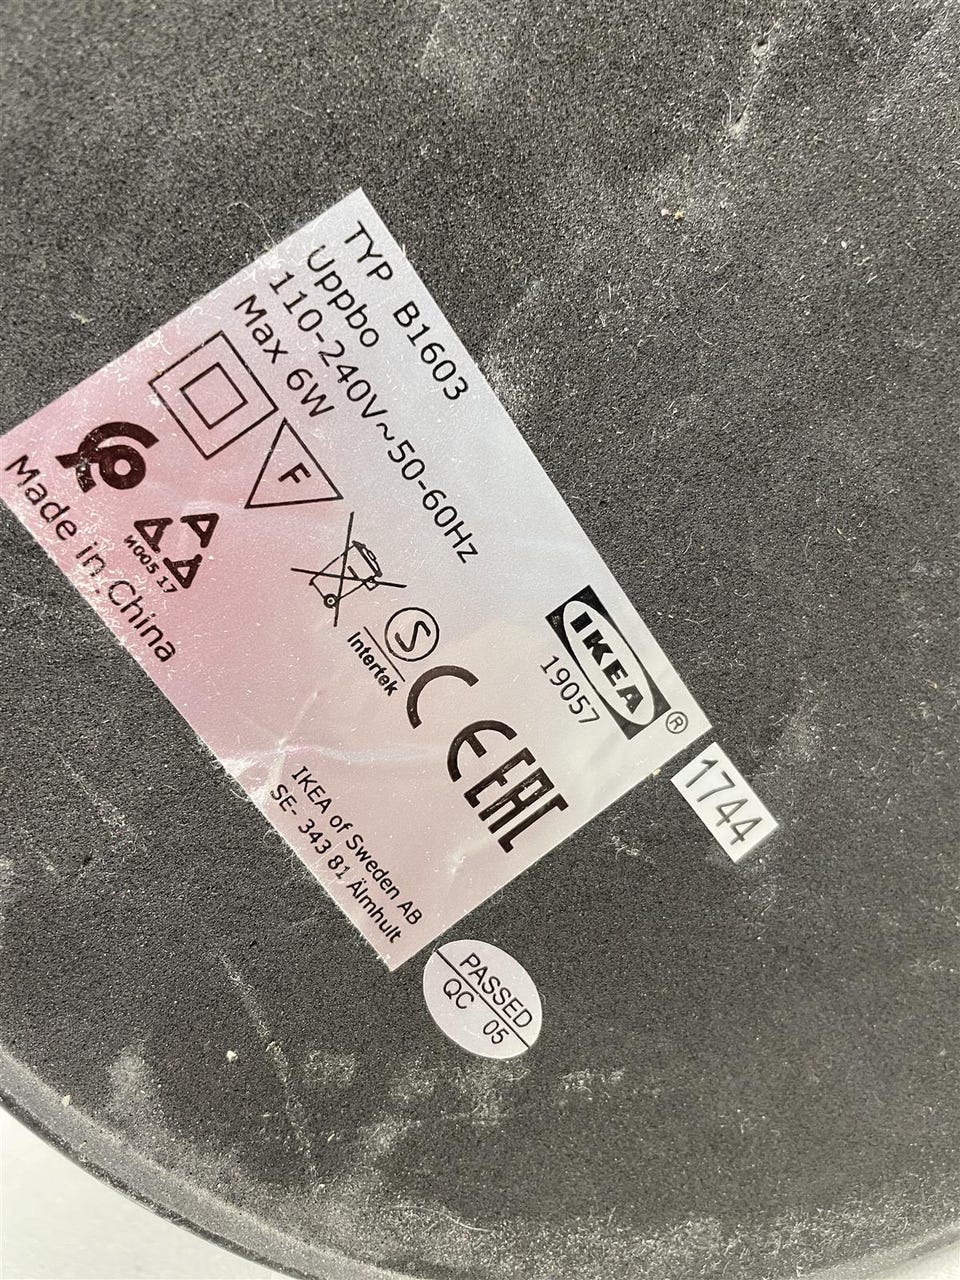 TYP B1603
Uppbo
110-240V~50-60Hz
Max 6W
F
И005 17
Made in China
S
Intertek
CE EAC
IKEA®
19057
IKEA of Sweden AB
SE- 343 81 Älmhult
1744
PASSED
QC 05